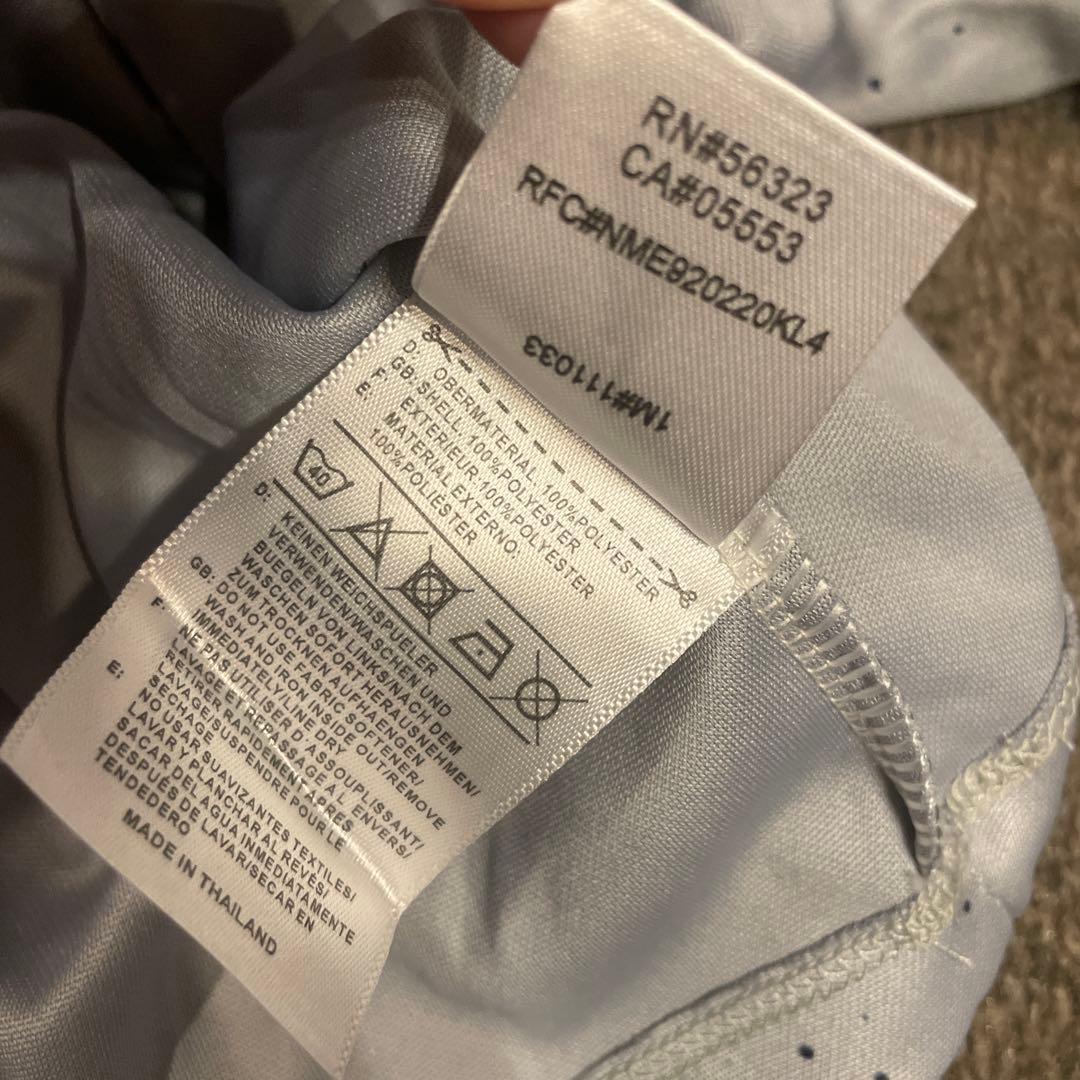 RN#56323
CA#05553
RFC#NME920220KL4
1M#111033
D: OBERMATERIAL, 100%POLYESTER
GB: SHELL, 100%POLYESTER
F: EXTERIEUR 100%POLYESTER
E: MATERIAL EXTERNO:
100%POLIÉSTER
40
D: KEINEN WEICHSPUELER
VERWENDEN/WASCHEN UND
BUEGELN VON LINKS/NACH DEM
WASCHEN SOFORT HERAUSNEHMEN/
ZUM TROCKNEN AUFHAENGEN
GB: DO NOT USE FABRIC SOFTENER/
WASH AND IRON INSIDE OUT/REMOVE
IMMEDIATELY/LINE DRY
F: NE PAS UTILISER D'ASSOUPLISSANT/
LAVAGE ET REPASSAGE A L'ENVERS/
RETIRER RAPIDEMENT APRES
LAVAGE/SUSPENDRE POUR LE
E: NO USAR SUAVIZANTES TEXTILES/
LAVAR Y PLANCHAR AL REVÉS/
SACAR DEL AGUA INMEDIATAMENTE
DESPUÉS DE LAVAR/SECAR EN
TENDEDERO
MADE IN THAILAND